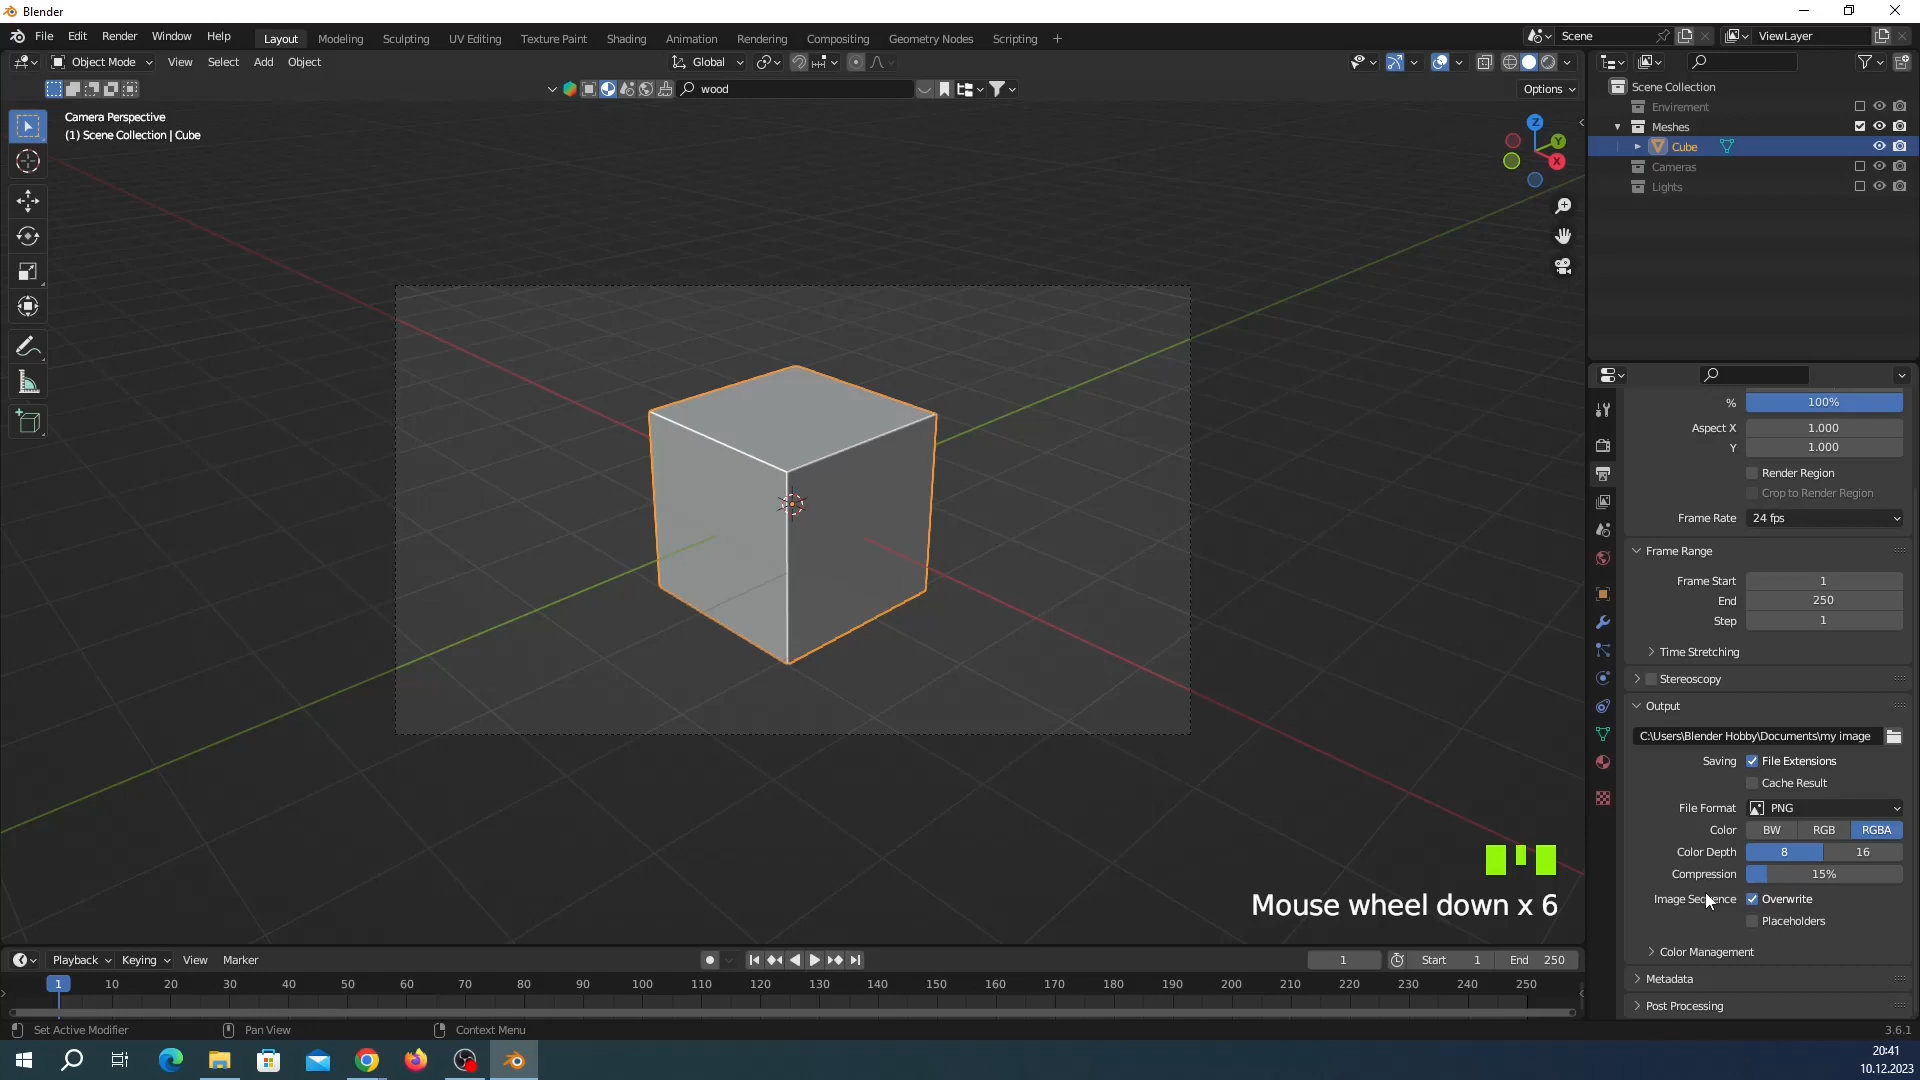 Blender
File Edit Render Window Help Layout Modeling Sculpting UV Editing Texture Paint Shading Animation Rendering Compositing Geometry Nodes Scripting + Scene ViewLayer
Object Mode View Select Add Object Global
wood Options
Camera Perspective
(1) Scene Collection | Cube
Z
Y
X
Scene Collection
Envirement
Meshes
Cube
Cameras
Lights
% 100%
Aspect X 1.000
Y 1.000
Render Region
Crop to Render Region
Frame Rate 24 fps
Frame Range
Frame Start 1
End 250
Step 1
Time Stretching
Stereoscopy
Output
C:\Users\Blender Hobby\Documents\my image
Saving File Extensions
Cache Result
File Format PNG
Color BW RGB RGBA
Color Depth 8 16
Compression 15%
Image Sequence Overwrite
Placeholders
Color Management
Metadata
Post Processing
Mouse wheel down x 6
Playback Keying View Marker 1 Start 1 End 250
1 10 20 30 40 50 60 70 80 90 100 110 120 130 140 150 160 170 180 190 200 210 220 230 240 250
Set Active Modifier Pan View Context Menu 3.6.1
20:41
10.12.2023